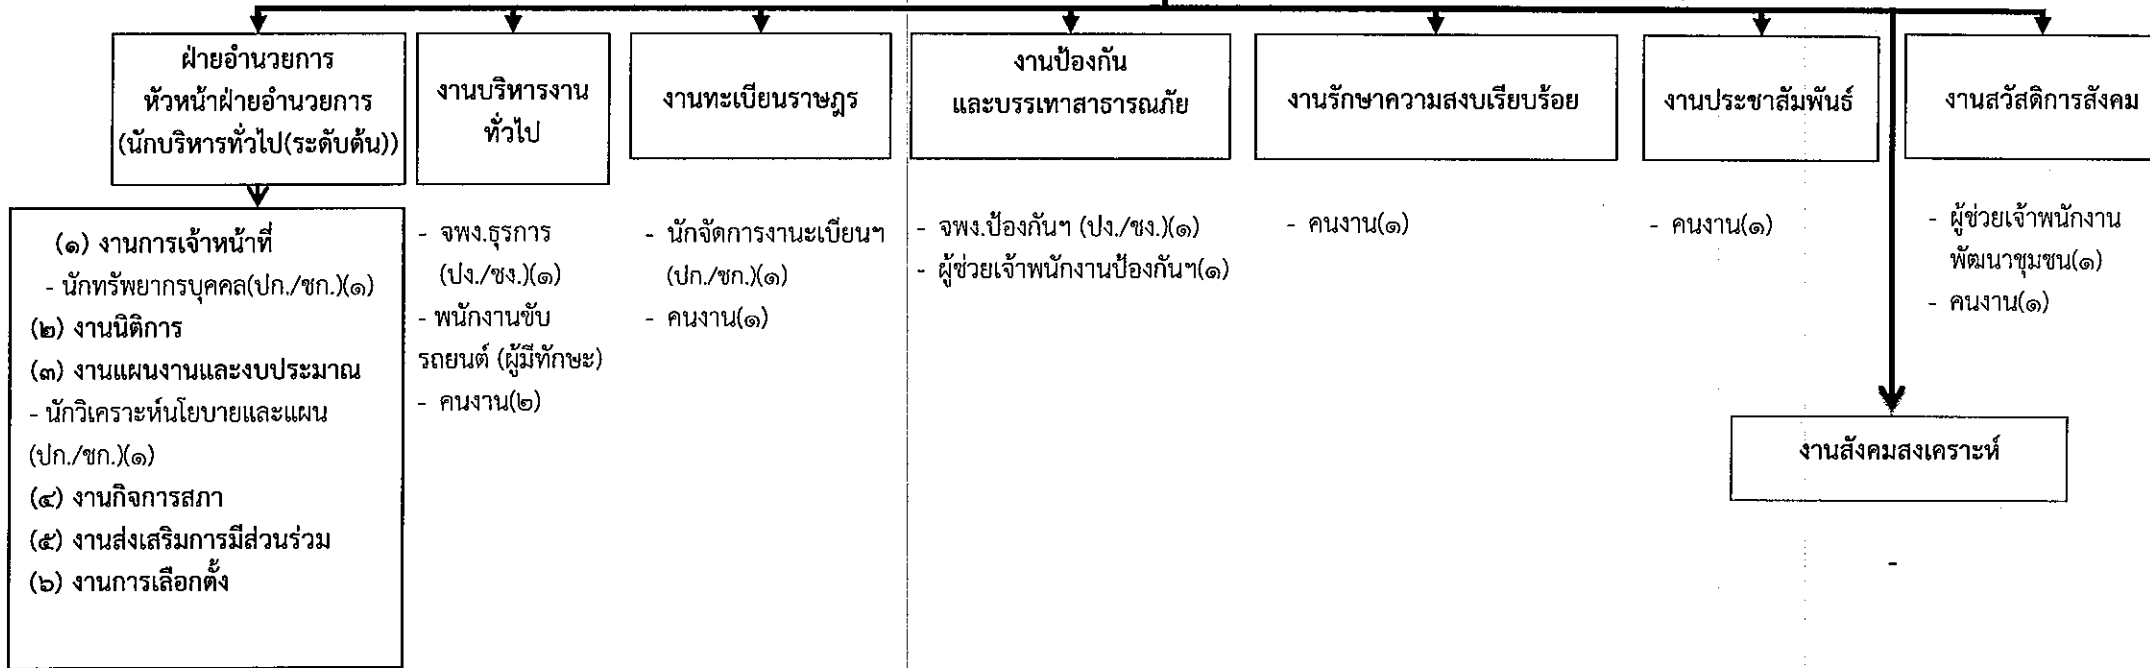 ฝ่ายอำนวยการ
หัวหน้าฝ่ายอำนวยการ
(นักบริหารทั่วไป(ระดับต้น))
(๑) งานการเจ้าหน้าที่
- นักทรัพยากรบุคคล(ปก./ชก.)(๑)
(๒) งานนิติการ
(๓) งานแผนงานและงบประมาณ
- นักวิเคราะห์นโยบายและแผน
(ปก./ชก.)(๑)
(๔) งานกิจการสภา
(๕) งานส่งเสริมการมีส่วนร่วม
(๖) งานการเลือกตั้ง
งานบริหารงาน
ทั่วไป
- จพง.ธุรการ
(ปง./ชง.)(๑)
- พนักงานขับ
รถยนต์ (ผู้มีทักษะ)
- คนงาน(๒)
งานทะเบียนราษฎร
- นักจัดการงานะเบียนฯ
(ปก./ชก.)(๑)
- คนงาน(๑)
งานป้องกัน
และบรรเทาสาธารณภัย
- จพง.ป้องกันฯ (ปง./ชง.)(๑)
- ผู้ช่วยเจ้าพนักงานป้องกันฯ(๑)
งานรักษาความสงบเรียบร้อย
- คนงาน(๑)
งานประชาสัมพันธ์
- คนงาน(๑)
งานสวัสดิการสังคม
- ผู้ช่วยเจ้าพนักงาน
พัฒนาชุมชน(๑)
- คนงาน(๑)
งานสังคมสงเคราะห์
-